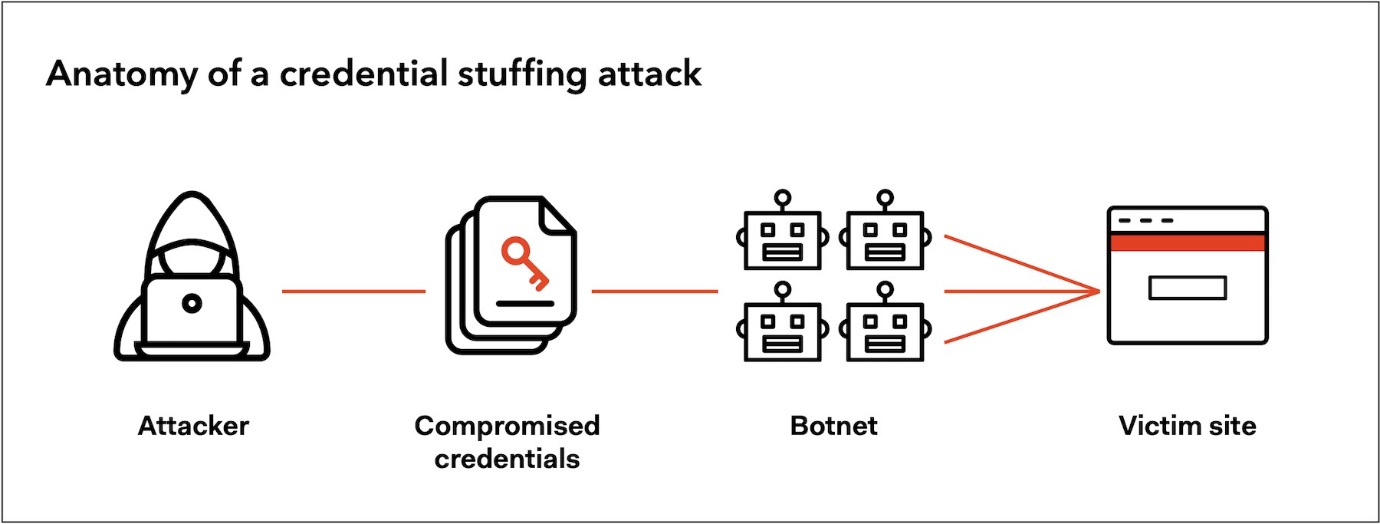 Anatomy of a credential stuffing attack
Attacker
Compromised
credentials
Botnet
Victim site